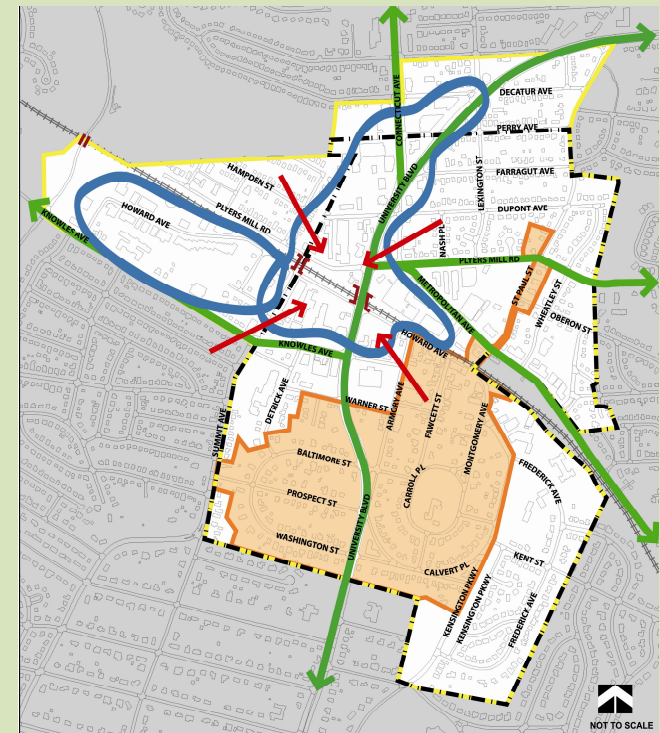 DECATUR AVE
CONNECTICUT AVE
PERRY AVE
HAMPDEN ST
FARRAGUT AVE
LEXINGTON ST
UNIVERSITY BLVD
HOWARD AVE
PLYERS MILL RD
DUPONT AVE
KNOWLES AVE
NASH PL
PLYERS MILL RD
ST PAUL ST
WHEATLEY ST
OBERON ST
METROPOLITAN AVE
HOWARD AVE
KNOWLES AVE
DETRICK AVE
WARNER ST
ARMORY AVE
FAWCETT ST
MONTGOMERY AVE
SUMMIT AVE
BALTIMORE ST
CARROLL PL
FREDERICK AVE
PROSPECT ST
UNIVERSITY BLVD
WASHINGTON ST
KENT ST
CALVERT PL
KENSINGTON PKWY
KENSINGTON PKWY
FREDERICK AVE
NOT TO SCALE